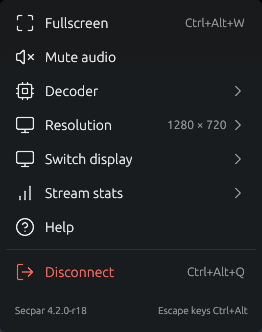 Fullscreen Ctrl+Alt+W
Mute audio
Decoder
Resolution 1280 × 720
Switch display
Stream stats
Help
Disconnect Ctrl+Alt+Q
Secpar 4.2.0-r18 Escape keys Ctrl+Alt